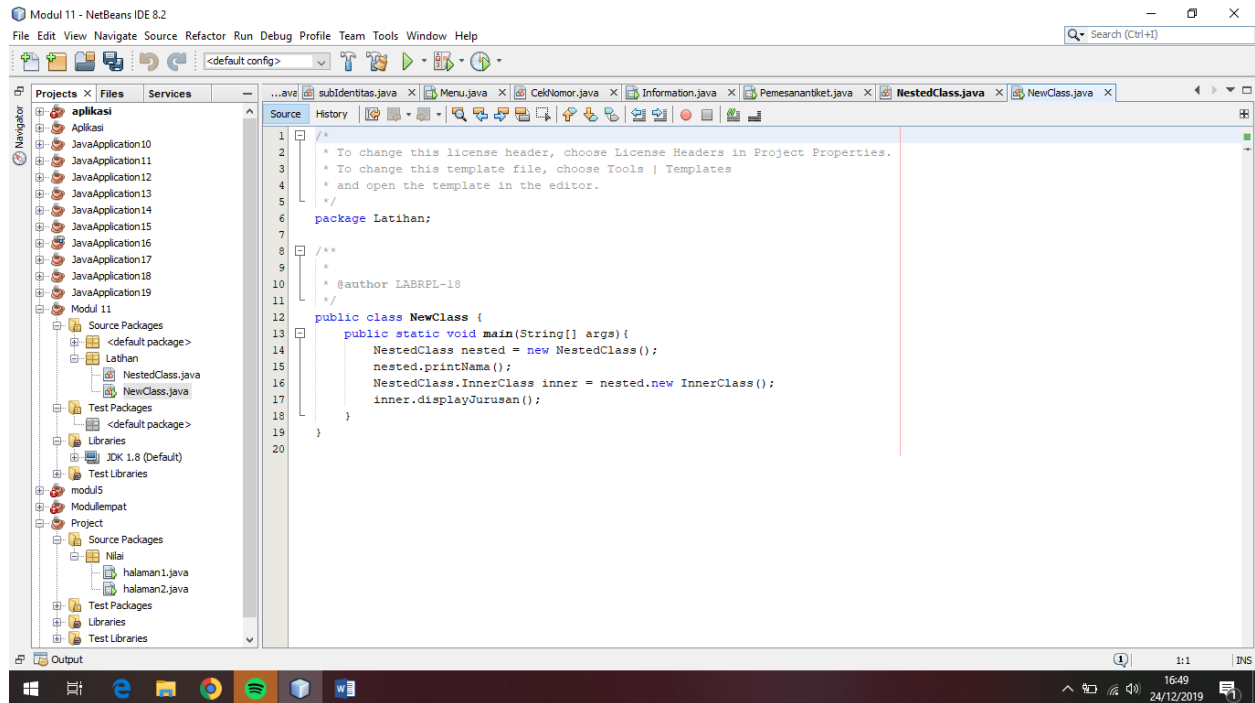 Modul 11 - NetBeans IDE 8.2
File Edit View Navigate Source Refactor Run Debug Profile Team Tools Window Help
Search (Ctrl+I)
<default config>
Projects Files Services
...ava subIdentitas.java Menu.java CekNomor.java Information.java Pemesanantiket.java NestedClass.java NewClass.java
Navigator
aplikasi
Aplikasi
JavaApplication10
JavaApplication11
JavaApplication12
JavaApplication13
JavaApplication14
JavaApplication15
JavaApplication16
JavaApplication17
JavaApplication18
JavaApplication19
Modul 11
Source Packages
<default package>
Latihan
NestedClass.java
NewClass.java
Test Packages
<default package>
Libraries
JDK 1.8 (Default)
Test Libraries
modul5
Modullempat
Project
Source Packages
Nilai
halaman1.java
halaman2.java
Test Packages
Libraries
Test Libraries
Source History
1 /*
2 * To change this license header, choose License Headers in Project Properties.
3 * To change this template file, choose Tools | Templates
4 * and open the template in the editor.
5 */
6 package Latihan;
7
8 /**
9 *
10 * @author LABRPL-18
11 */
12 public class NewClass {
13 public static void main(String[] args){
14 NestedClass nested = new NestedClass();
15 nested.printNama();
16 NestedClass.InnerClass inner = nested.new InnerClass();
17 inner.displayJurusan();
18 }
19 }
20
Output
1
1:1
INS
16:49
24/12/2019
1